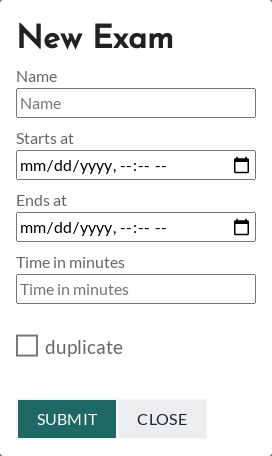 New Exam
Name
Name
Starts at
mm/dd/yyyy, --:-- --
Ends at
mm/dd/yyyy, --:-- --
Time in minutes
Time in minutes
duplicate
SUBMIT CLOSE